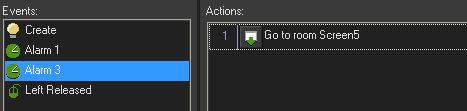 Events:
Create
Alarm 1
Alarm 3
Left Released
Actions:
1 Go to room Screen5